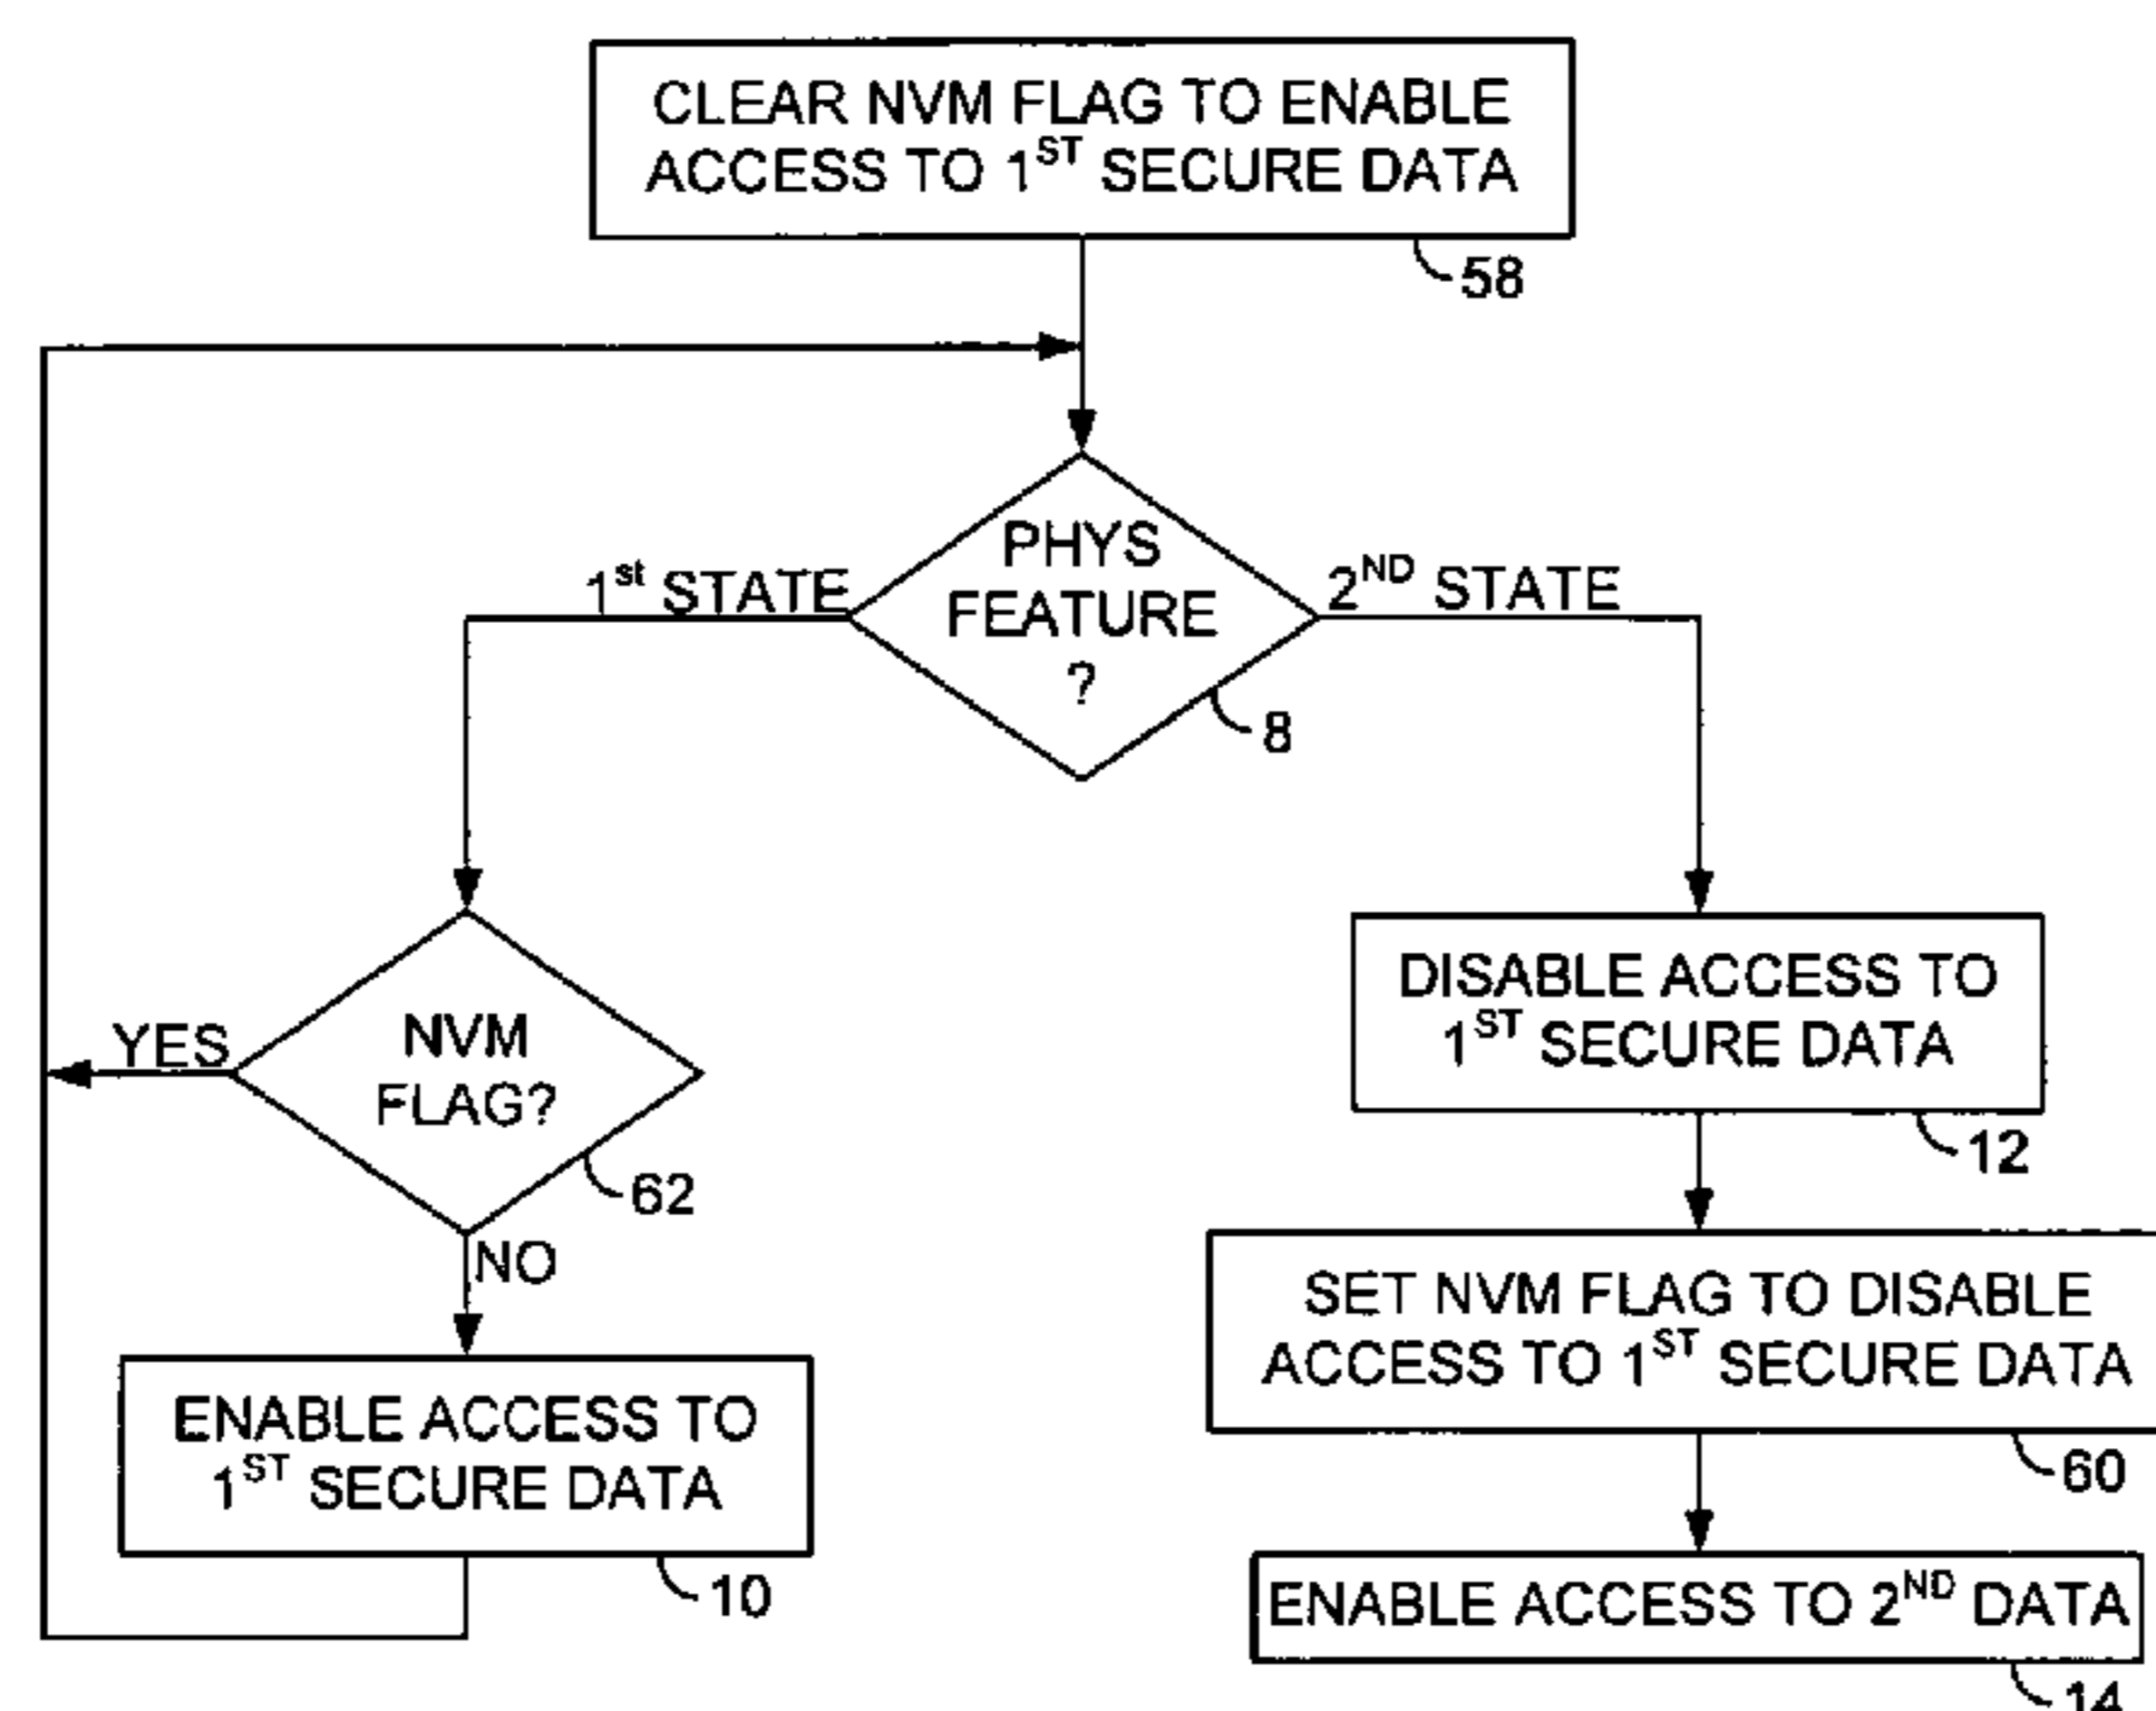 CLEAR NVM FLAG TO ENABLE
ACCESS TO 1ST SECURE DATA
58
PHYS
FEATURE
?
8
1st STATE
2ND STATE
NVM
FLAG?
62
YES
NO
ENABLE ACCESS TO
1ST SECURE DATA
10
DISABLE ACCESS TO
1ST SECURE DATA
12
SET NVM FLAG TO DISABLE
ACCESS TO 1ST SECURE DATA
60
ENABLE ACCESS TO 2ND DATA
14